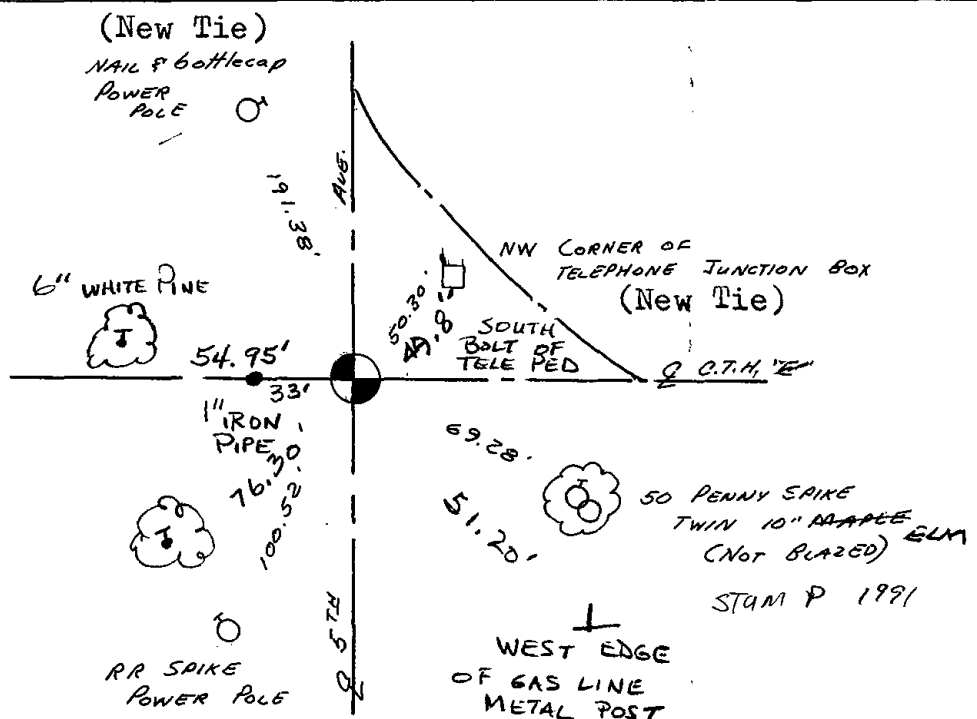 (New Tie)
NAIL & bottlecap
POWER
POLE
191.38'
AVE.
NW CORNER OF
TELEPHONE JUNCTION BOX
(New Tie)
6" WHITE PINE
50.30'
SOUTH
BOLT OF
TELE PED
54.95'
33'
℄ C.T.H. "E"
1" IRON
PIPE
76.30'
100.52'
69.28'
51.20'
50 PENNY SPIKE
TWIN 10" MAPLE ELM
(NOT BLAZED)
STUMP 1991
℄ 5TH
RR SPIKE
POWER POLE
WEST EDGE
OF GAS LINE
METAL POST